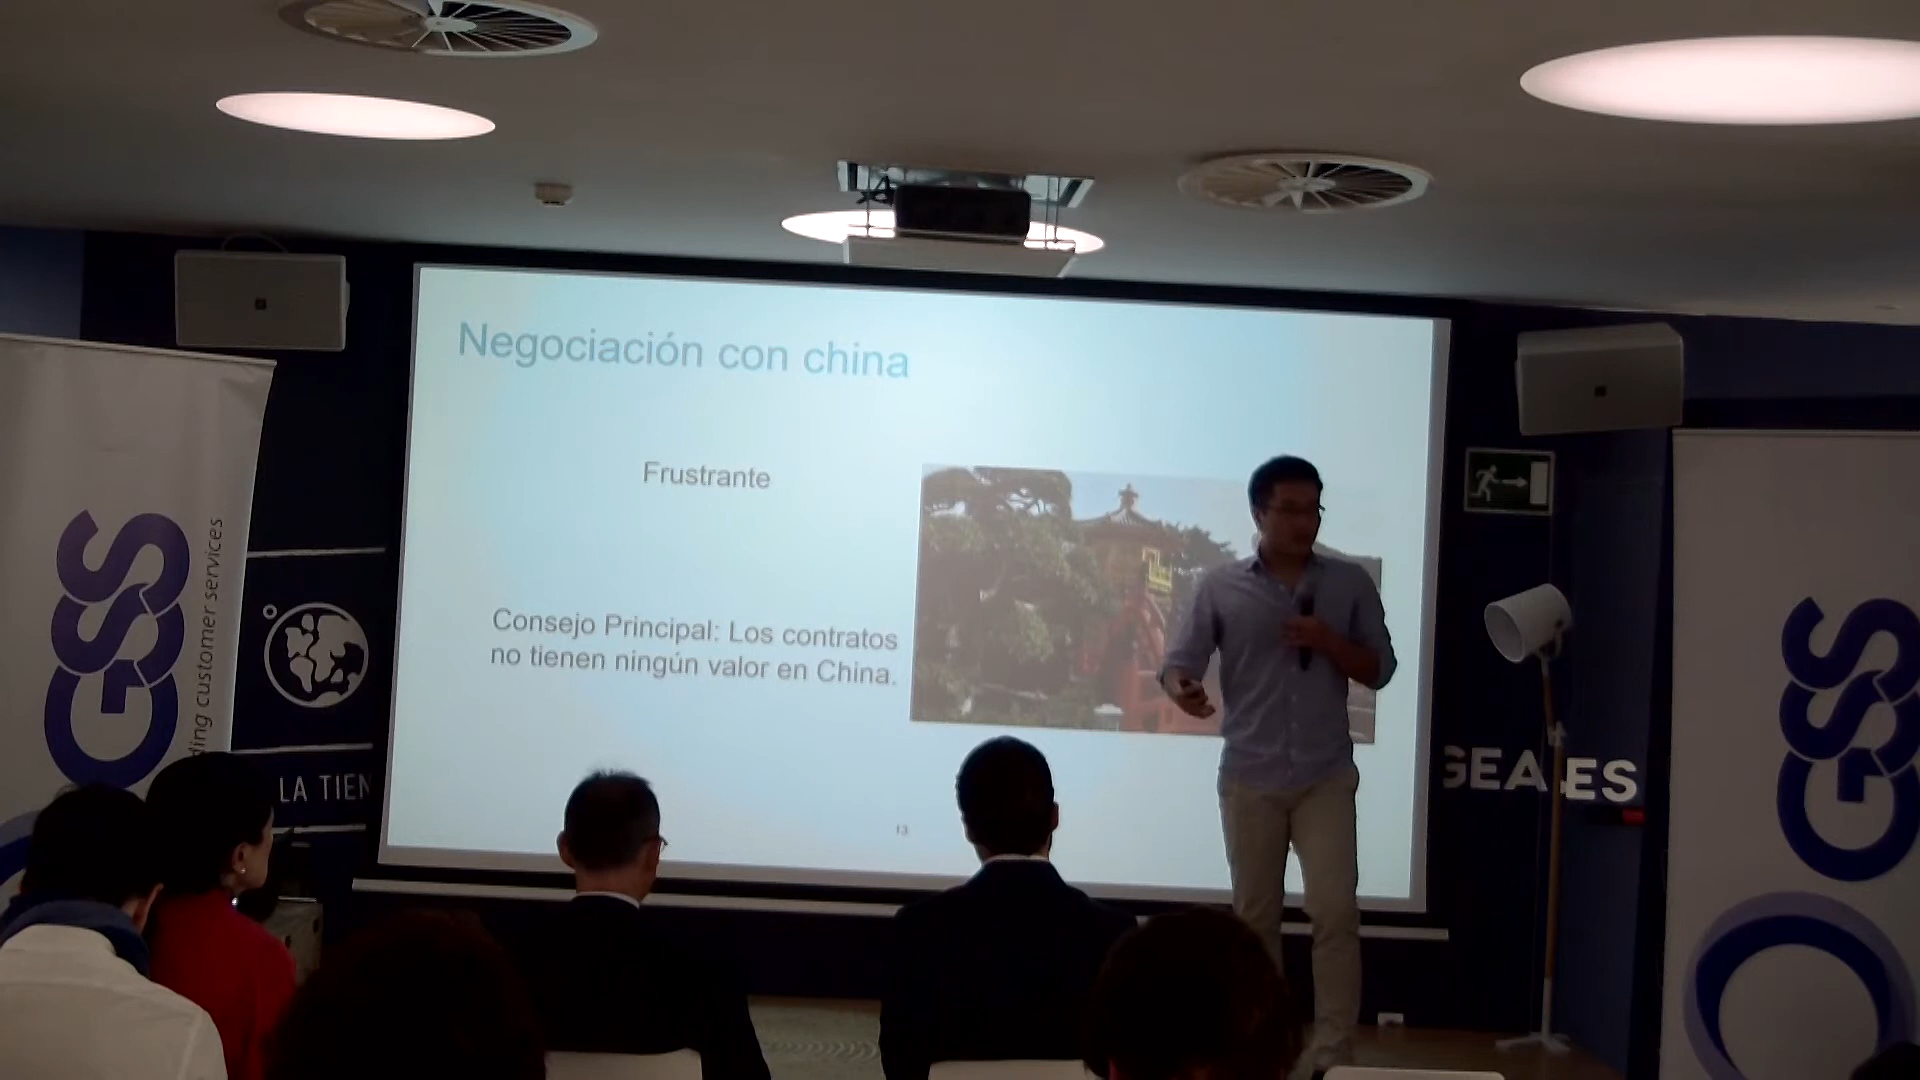 Negociación con china
Frustrante
Consejo Principal: Los contratos
no tienen ningún valor en China.
13
GSS
ding customer services
LA TIEN
GEA
ES
GSS